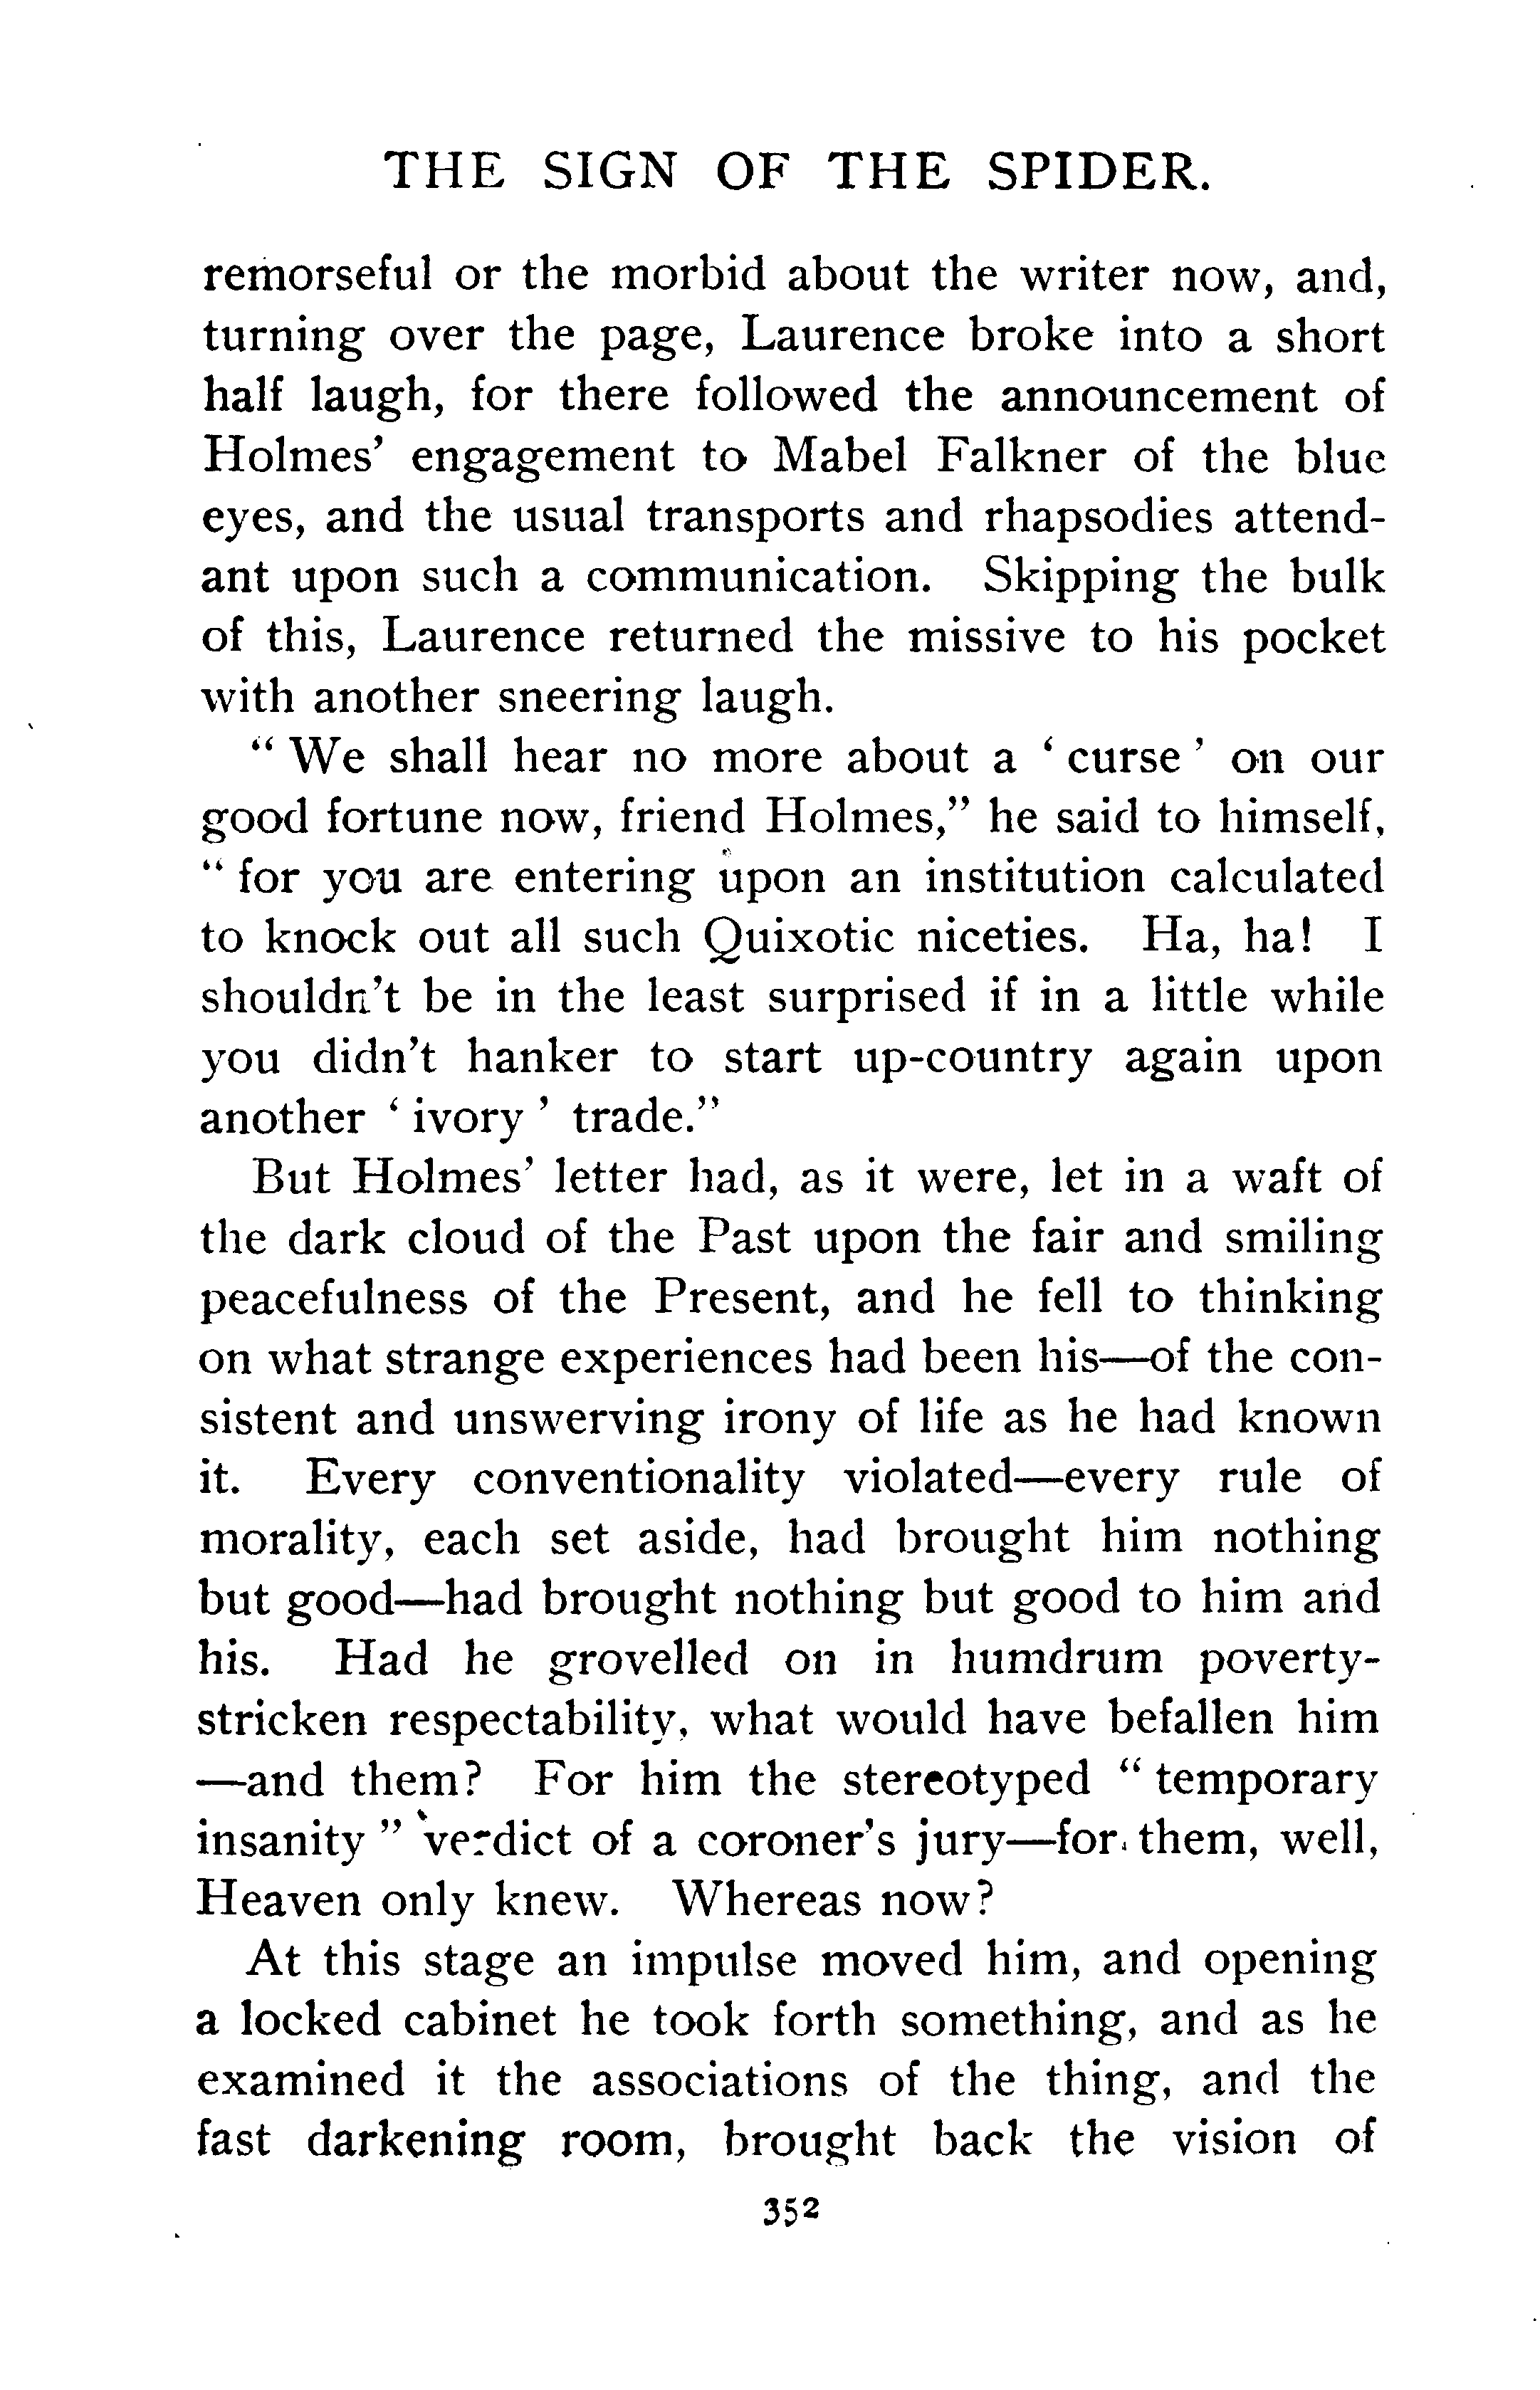 THE SIGN OF THE SPIDER.
remorseful or the morbid about the writer now, and,
turning over the page, Laurence broke into a short
half laugh, for there followed the announcement of
Holmes' engagement to Mabel Falkner of the blue
eyes, and the usual transports and rhapsodies attend-
ant upon such a communication. Skipping the bulk
of this, Laurence returned the missive to his pocket
with another sneering laugh.
" We shall hear no more about a ' curse ' on our
good fortune now, friend Holmes," he said to himself,
" for you are entering upon an institution calculated
to knock out all such Quixotic niceties. Ha, ha! I
shouldn't be in the least surprised if in a little while
you didn't hanker to start up-country again upon
another ' ivory ' trade."
But Holmes' letter had, as it were, let in a waft of
the dark cloud of the Past upon the fair and smiling
peacefulness of the Present, and he fell to thinking
on what strange experiences had been his—of the con-
sistent and unswerving irony of life as he had known
it. Every conventionality violated—every rule of
morality, each set aside, had brought him nothing
but good—had brought nothing but good to him and
his. Had he grovelled on in humdrum poverty-
stricken respectability, what would have befallen him
—and them? For him the stereotyped " temporary
insanity " verdict of a coroner's jury—for them, well,
Heaven only knew. Whereas now?
At this stage an impulse moved him, and opening
a locked cabinet he took forth something, and as he
examined it the associations of the thing, and the
fast darkening room, brought back the vision of
352